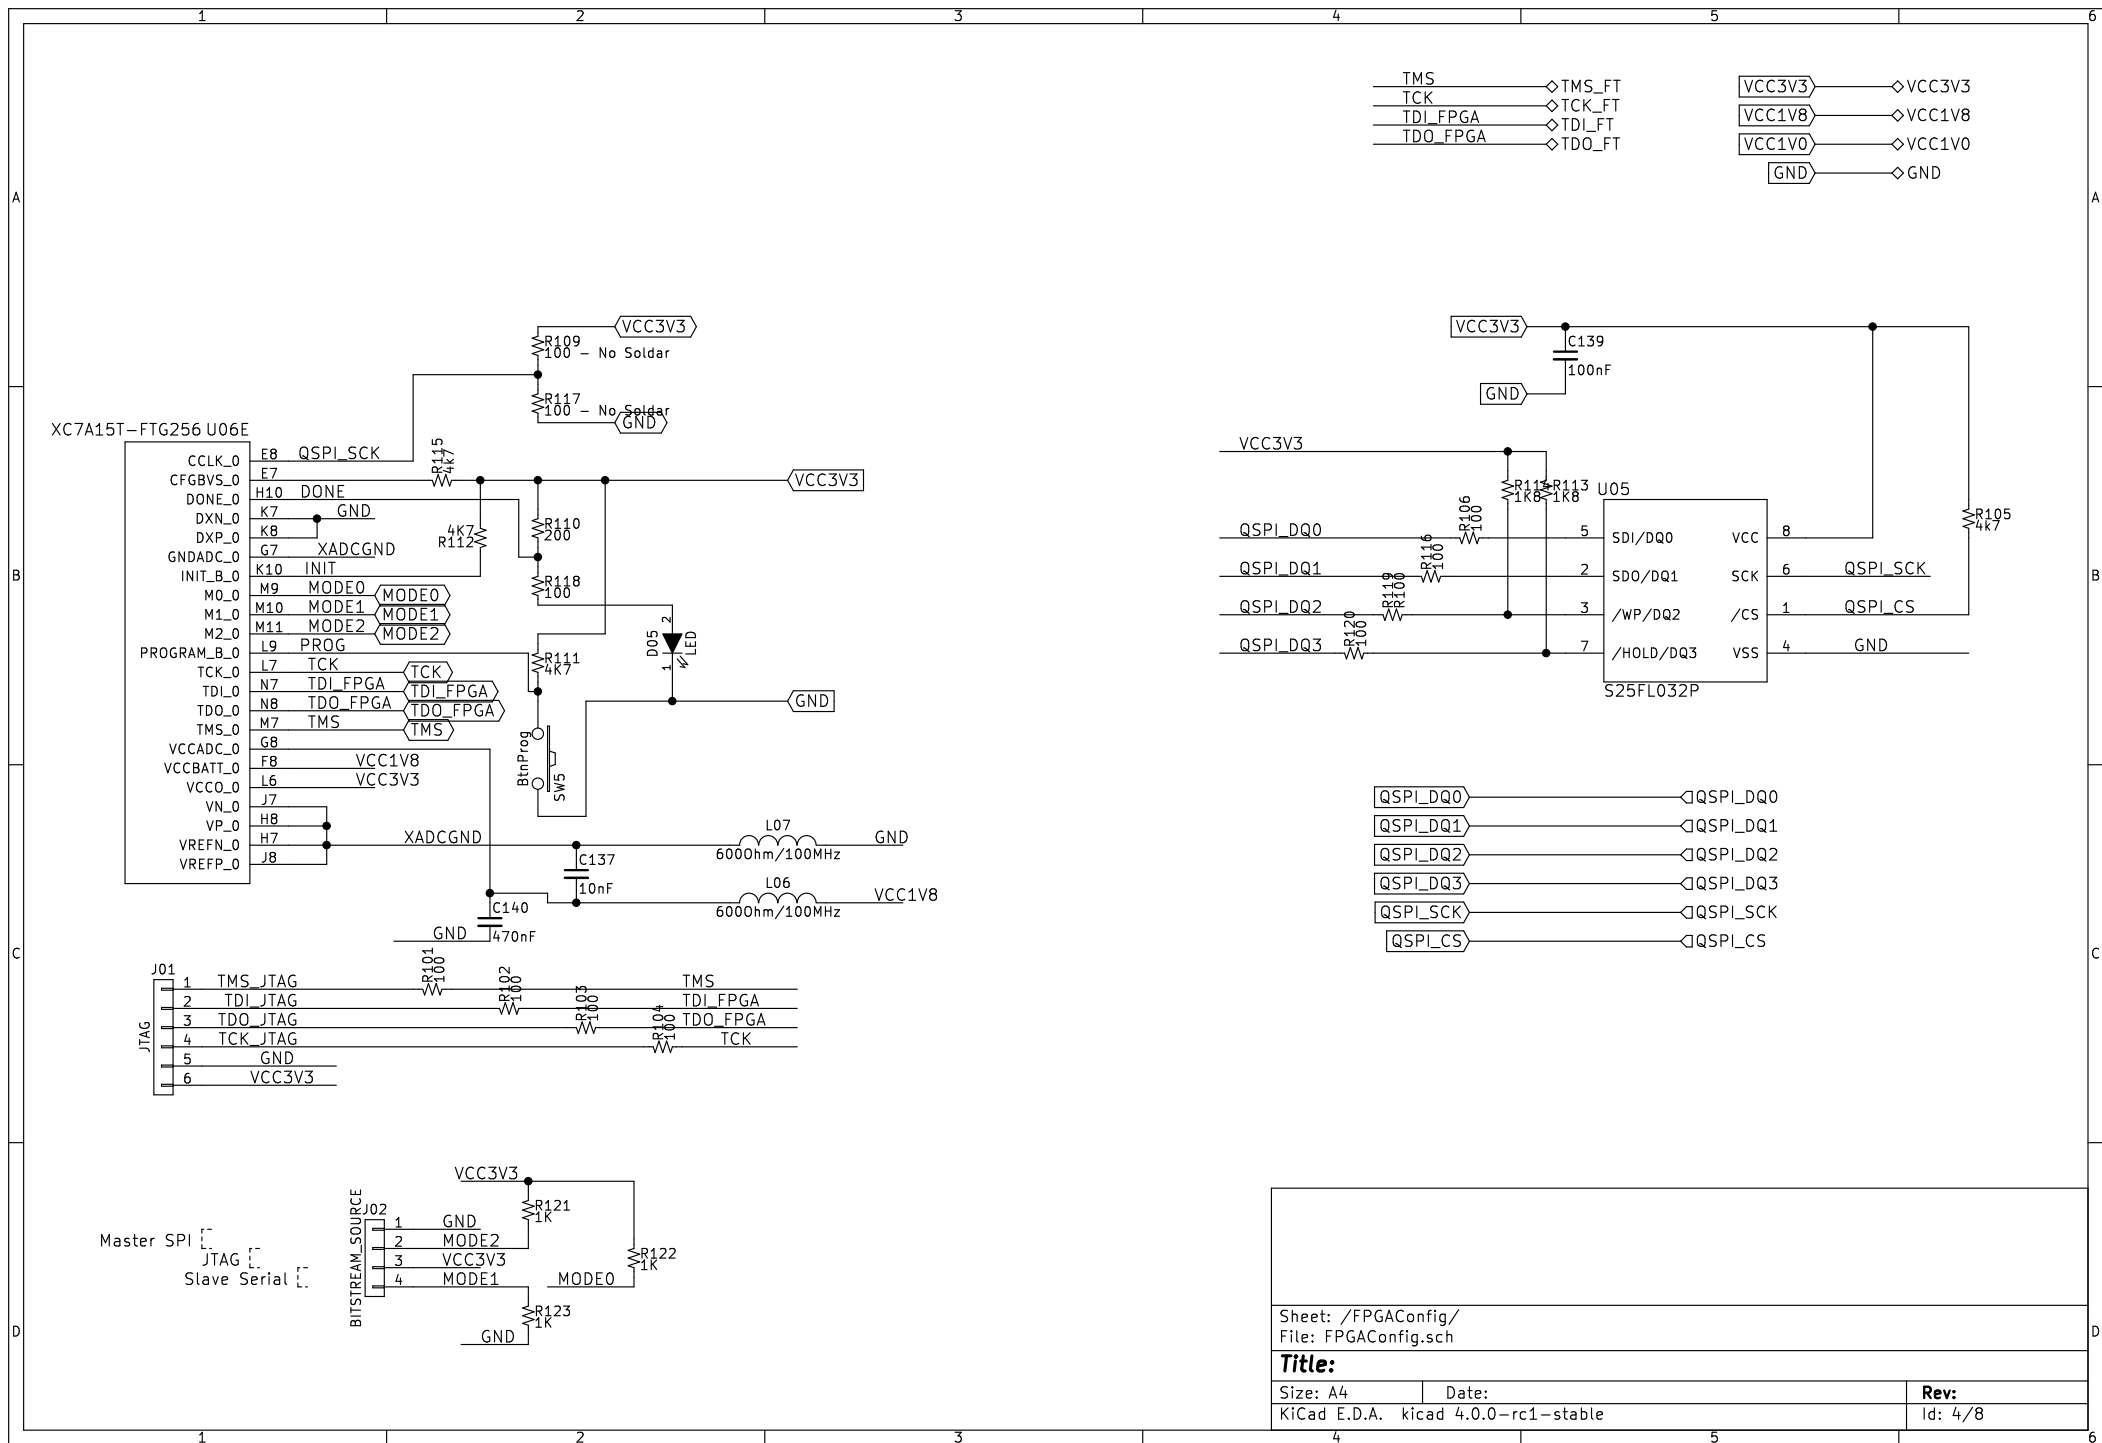 1 2 3 4 5 6
A
B
C
D
A
B
C
D
1 2 3 4 5 6
TMS TMS_FT
TCK TCK_FT
TDI_FPGA TDI_FT
TDO_FPGA TDO_FT
VCC3V3 VCC3V3
VCC1V8 VCC1V8
VCC1V0 VCC1V0
GND GND
VCC3V3
R109
100 - No Soldar
R117
100 - No Soldar
GND
XC7A15T-FTG256 U06E
CCLK_0 E8 QSPI_SCK
CFGBVS_0 E7
DONE_0 H10 DONE
DXN_0 K7 GND
DXP_0 K8
GNDADC_0 G7 XADCGND
INIT_B_0 K10 INIT
M0_0 M9 MODE0 MODE0
M1_0 M10 MODE1 MODE1
M2_0 M11 MODE2 MODE2
PROGRAM_B_0 L9 PROG
TCK_0 L7 TCK TCK
TDI_0 N7 TDI_FPGA TDI_FPGA
TDO_0 N8 TDO_FPGA TDO_FPGA
TMS_0 M7 TMS TMS
VCCADC_0 G8
VCCBATT_0 F8 VCC1V8
VCCO_0 L6 VCC3V3
VN_0 J7
VP_0 H8
VREFN_0 H7 XADCGND
VREFP_0 J8
R115
4k7
VCC3V3
4K7
R112
R110
200
R118
100
R111
4K7
D05
LED
2
1
GND
BtnProg
SW5
L07
600Ohm/100MHz
GND
C137
10nF
L06
600Ohm/100MHz
VCC1V8
C140
470nF
GND
J01
JTAG
1 TMS_JTAG R101 100 TMS
2 TDI_JTAG R102 100 TDI_FPGA
3 TDO_JTAG R103 100 TDO_FPGA
4 TCK_JTAG R104 100 TCK
5 GND
6 VCC3V3
VCC3V3
R121
1K
R122
1K
MODE0
R123
1K
GND
BITSTREAM_SOURCE
J02
1 GND
2 MODE2
3 VCC3V3
4 MODE1
Master SPI
JTAG
Slave Serial
VCC3V3
C139
100nF
GND
VCC3V3
R114
1K8
R113
1K8
U05
QSPI_DQ0 R106 100 5 SDI/DQ0
QSPI_DQ1 R116 100 2 SDO/DQ1
QSPI_DQ2 R119 R100 3 /WP/DQ2
QSPI_DQ3 R120 100 7 /HOLD/DQ3
VCC 8
SCK 6 QSPI_SCK
/CS 1 QSPI_CS
VSS 4 GND
S25FL032P
R105
4k7
QSPI_DQ0 QSPI_DQ0
QSPI_DQ1 QSPI_DQ1
QSPI_DQ2 QSPI_DQ2
QSPI_DQ3 QSPI_DQ3
QSPI_SCK QSPI_SCK
QSPI_CS QSPI_CS
Sheet: /FPGAConfig/
File: FPGAConfig.sch
Title:
Size: A4 Date: Rev:
KiCad E.D.A. kicad 4.0.0-rc1-stable Id: 4/8